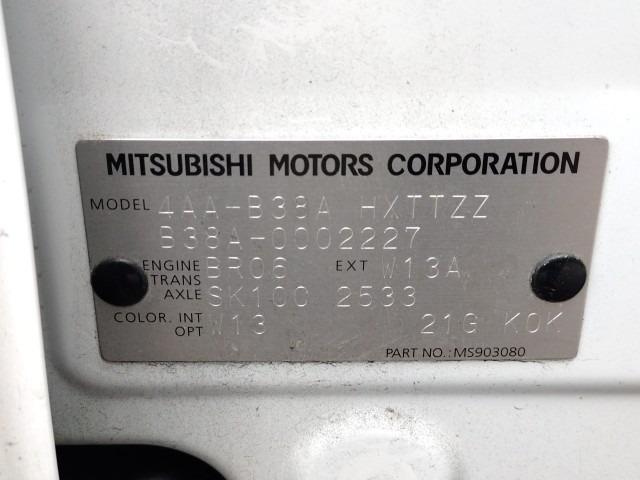 MITSUBISHI MOTORS CORPORATION
MODEL 4AA-B38A HXTTZZ
B38A-0002227
ENGINE BR06 EXT W13A
TRANS AXLE SK100 2533
COLOR. INT OPT W13 21G K0K
PART NO.:MS903080